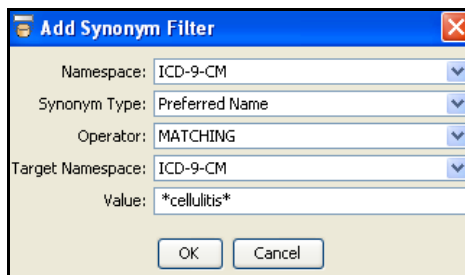 Add Synonym Filter
Namespace: ICD-9-CM
Synonym Type: Preferred Name
Operator: MATCHING
Target Namespace: ICD-9-CM
Value: *cellulitis*
OK Cancel